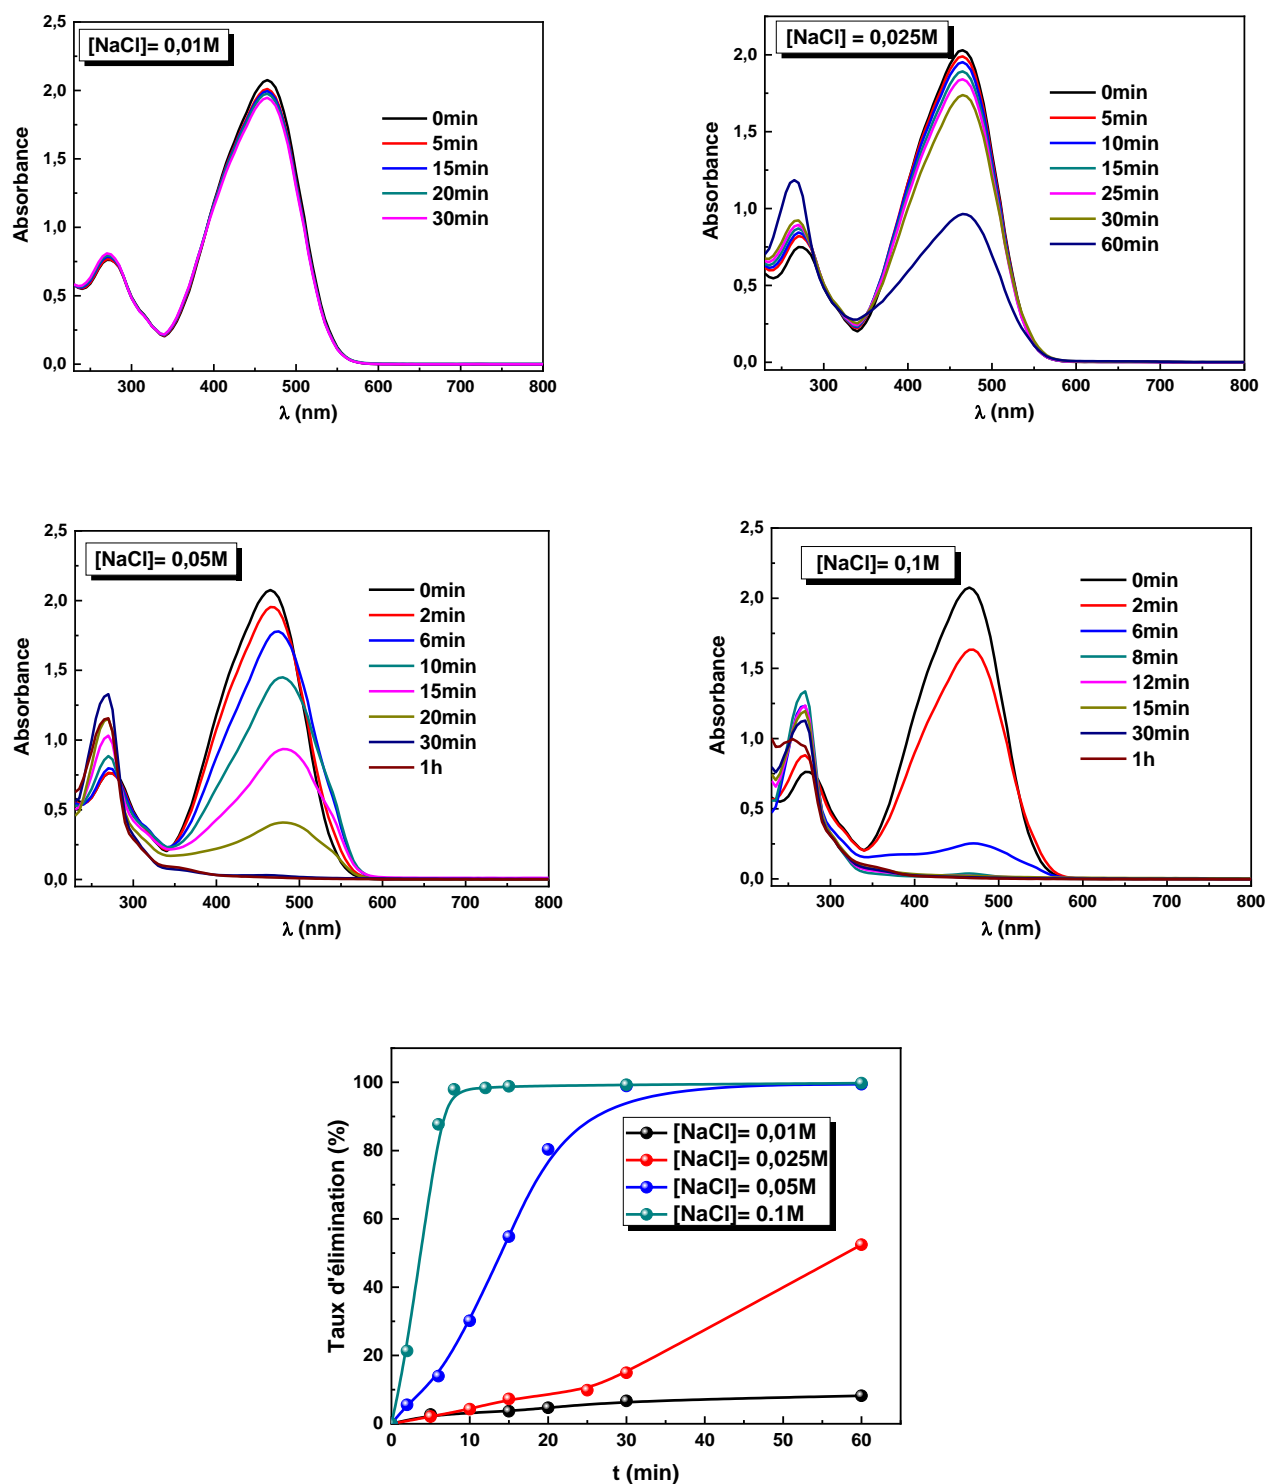 [NaCl]= 0,01M
2,5
2,0
1,5
1,0
0,5
0,0
Absorbance
300 400 500 600 700 800
λ (nm)
0min
5min
15min
20min
30min
[NaCl] = 0,025M
2,0
1,5
1,0
0,5
0,0
Absorbance
300 400 500 600 700 800
λ (nm)
0min
5min
10min
15min
25min
30min
60min
[NaCl]= 0,05M
2,5
2,0
1,5
1,0
0,5
0,0
Absorbance
300 400 500 600 700 800
λ (nm)
0min
2min
6min
10min
15min
20min
30min
1h
[NaCl]= 0,1M
2,5
2,0
1,5
1,0
0,5
0,0
Absorbance
300 400 500 600 700 800
λ (nm)
0min
2min
6min
8min
12min
15min
30min
1h
100
80
60
40
20
0
Taux d'élimination (%)
0 10 20 30 40 50 60
t (min)
[NaCl]= 0,01M
[NaCl]= 0,025M
[NaCl]= 0,05M
[NaCl]= 0.1M